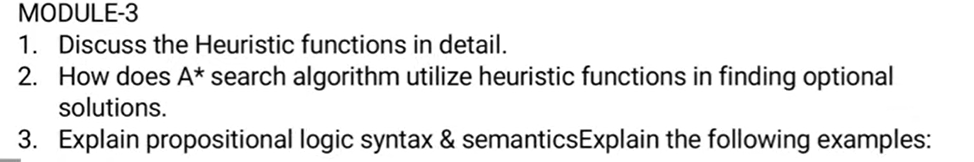 MODULE-3
1. Discuss the Heuristic functions in detail.
2. How does A* search algorithm utilize heuristic functions in finding optional
solutions.
3. Explain propositional logic syntax & semanticsExplain the following examples: